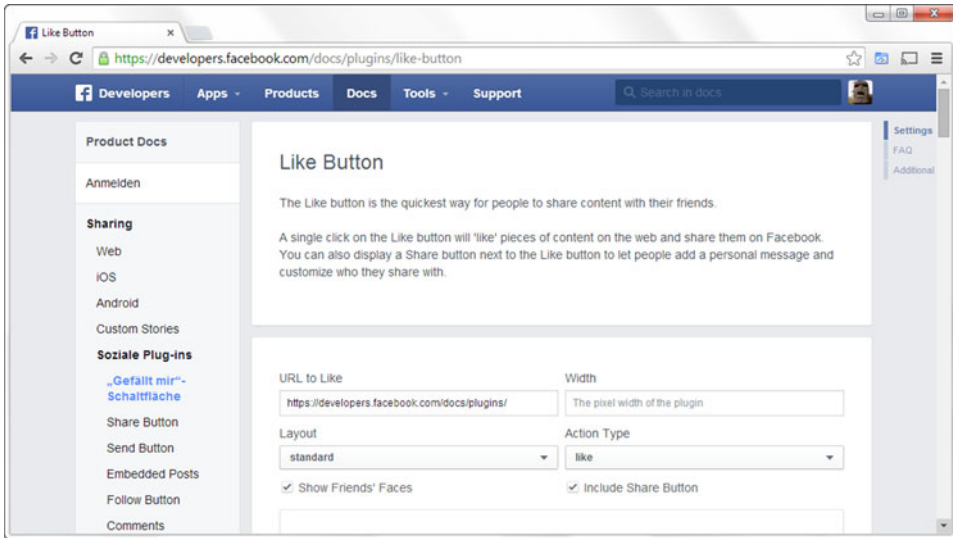 Like Button
https://developers.facebook.com/docs/plugins/like-button
Developers Apps Products Docs Tools Support Search in docs
Product Docs
Anmelden
Sharing
Web
iOS
Android
Custom Stories
Soziale Plug-ins
„Gefällt mir“-
Schaltfläche
Share Button
Send Button
Embedded Posts
Follow Button
Comments
Like Button
The Like button is the quickest way for people to share content with their friends.
A single click on the Like button will 'like' pieces of content on the web and share them on Facebook.
You can also display a Share button next to the Like button to let people add a personal message and
customize who they share with.
URL to Like Width
https://developers.facebook.com/docs/plugins/ The pixel width of the plugin
Layout Action Type
standard like
Show Friends' Faces Include Share Button
Settings
FAQ
Additional